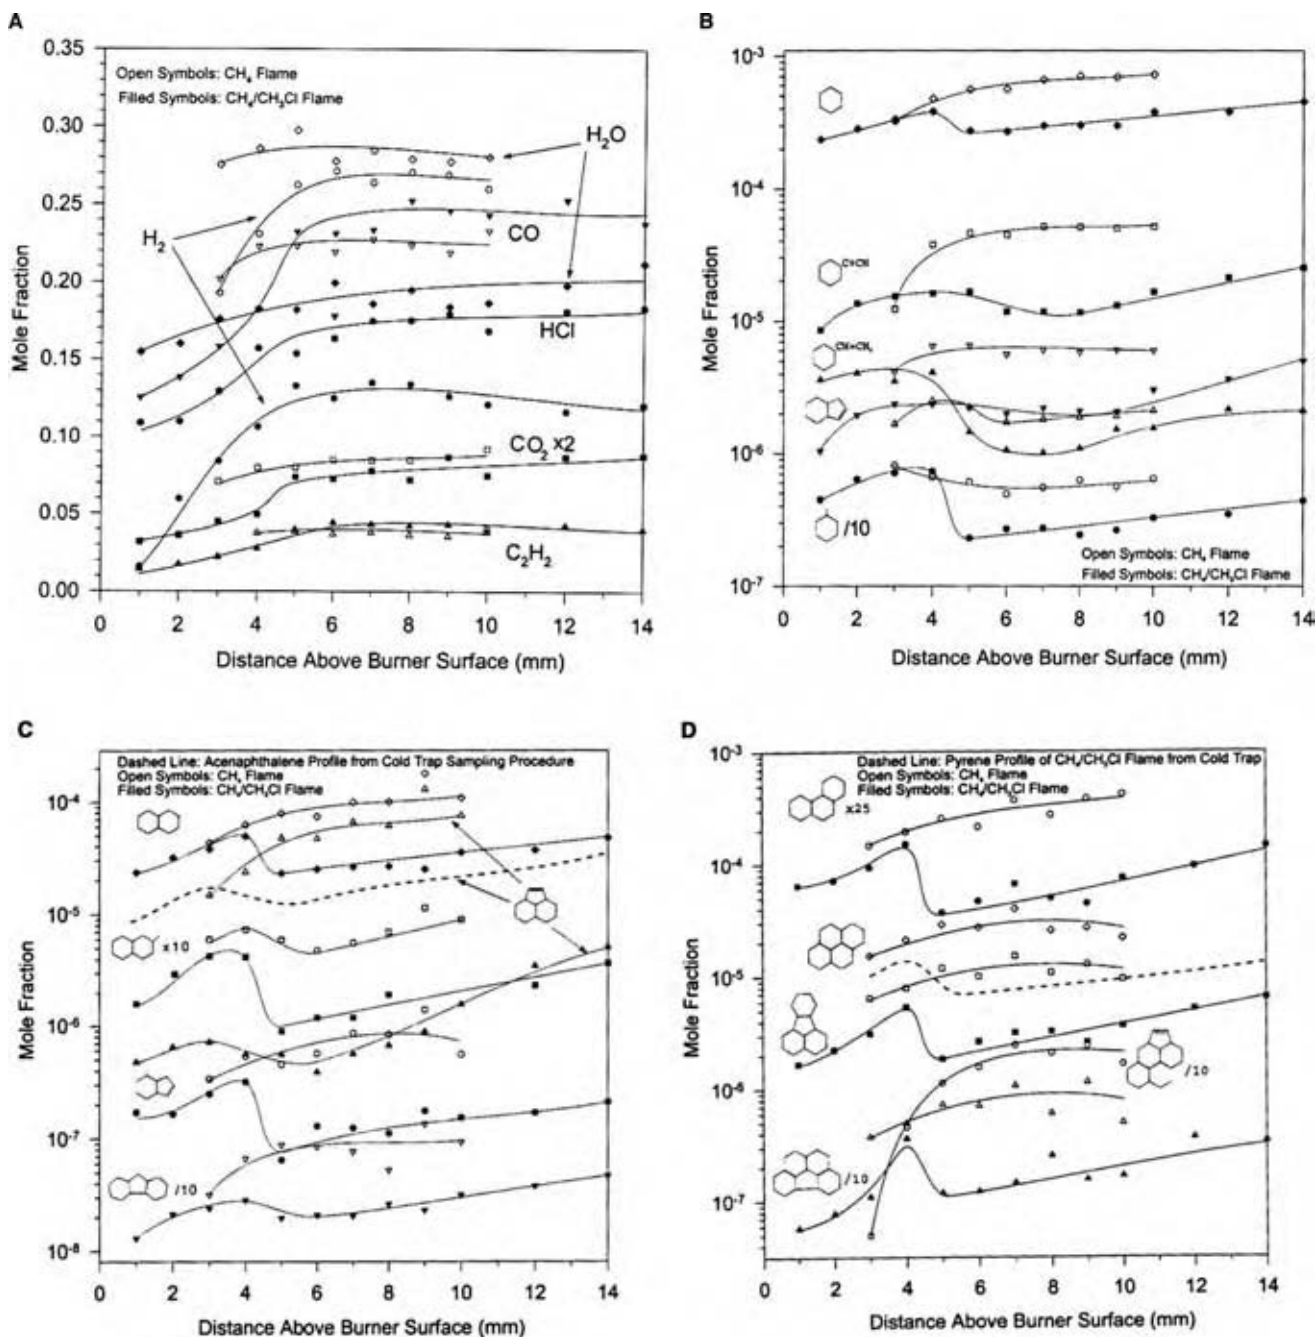 A
Open Symbols: CH₄ Flame
Filled Symbols: CH₄/CH₃Cl Flame
H₂O
H₂
CO
HCl
CO₂ x2
C₂H₂
Mole Fraction
0.35
0.30
0.25
0.20
0.15
0.10
0.05
0.00
0 2 4 6 8 10 12 14
Distance Above Burner Surface (mm)
B
Mole Fraction
10⁻³
10⁻⁴
10⁻⁵
10⁻⁶
10⁻⁷
/10
Open Symbols: CH₄ Flame
Filled Symbols: CH₄/CH₃Cl Flame
0 2 4 6 8 10 12 14
Distance Above Burner Surface (mm)
C
Dashed Line: Acenaphthalene Profile from Cold Trap Sampling Procedure
Open Symbols: CH₄ Flame
Filled Symbols: CH₄/CH₃Cl Flame
x10
/10
Mole Fraction
10⁻⁴
10⁻⁵
10⁻⁶
10⁻⁷
10⁻⁸
0 2 4 6 8 10 12 14
Distance Above Burner Surface (mm)
D
Dashed Line: Pyrene Profile of CH₄/CH₃Cl Flame from Cold Trap
Open Symbols: CH₄ Flame
Filled Symbols: CH₄/CH₃Cl Flame
x25
/10
/10
Mole Fraction
10⁻³
10⁻⁴
10⁻⁵
10⁻⁶
10⁻⁷
0 2 4 6 8 10 12 14
Distance Above Burner Surface (mm)